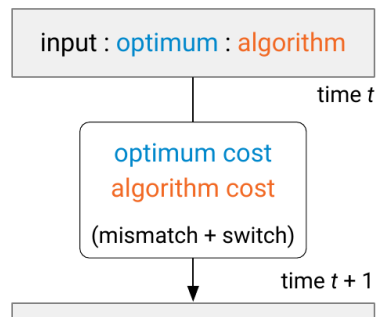 input : optimum : algorithm
time t
optimum cost
algorithm cost
(mismatch + switch)
time t + 1